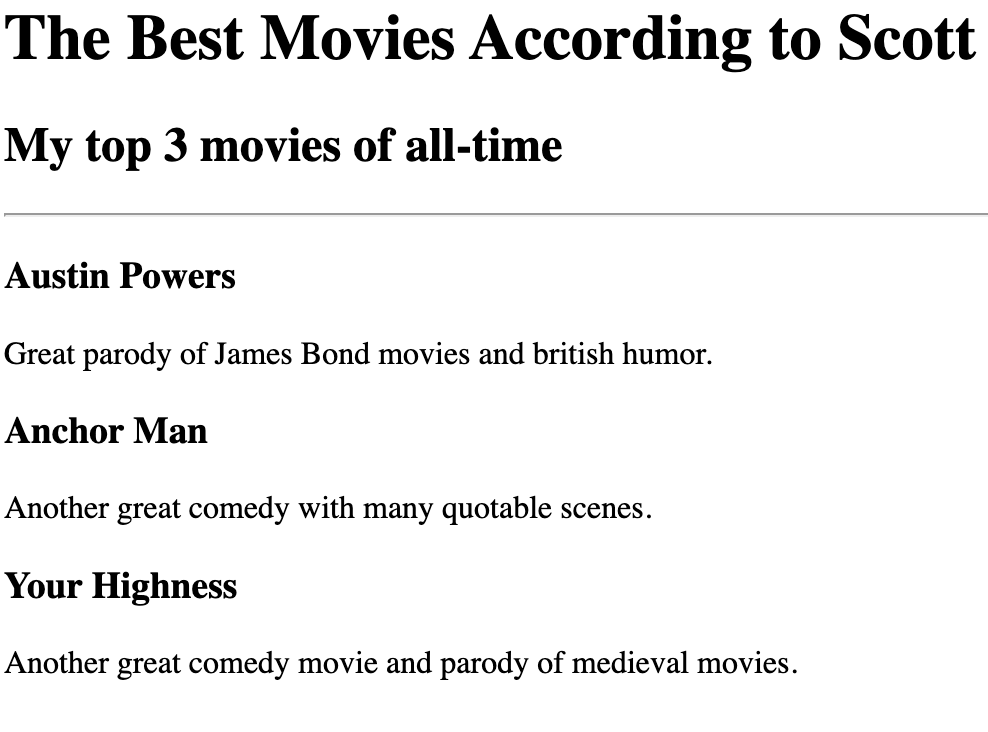 The Best Movies According to Scott
My top 3 movies of all-time
Austin Powers
Great parody of James Bond movies and british humor.
Anchor Man
Another great comedy with many quotable scenes.
Your Highness
Another great comedy movie and parody of medieval movies.